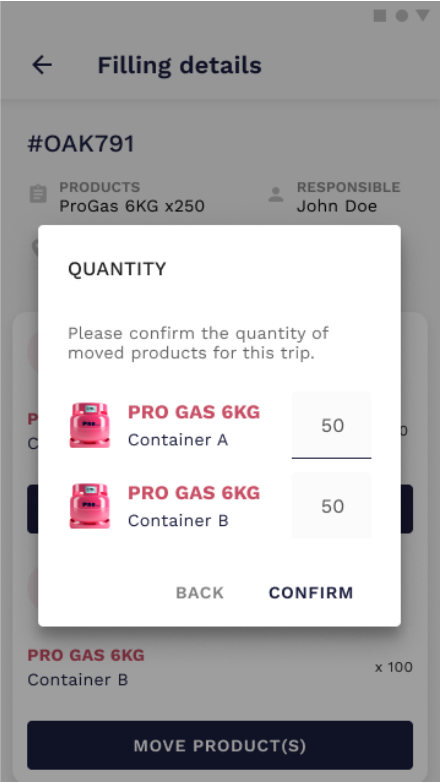 Filling details
#OAK791
PRODUCTS
ProGas 6KG x250
RESPONSIBLE
John Doe
QUANTITY
Please confirm the quantity of
moved products for this trip.
PRO GAS 6KG
Container A
50
PRO GAS 6KG
Container B
50
BACK
CONFIRM
PRO GAS 6KG
Container B
x 100
MOVE PRODUCT(S)